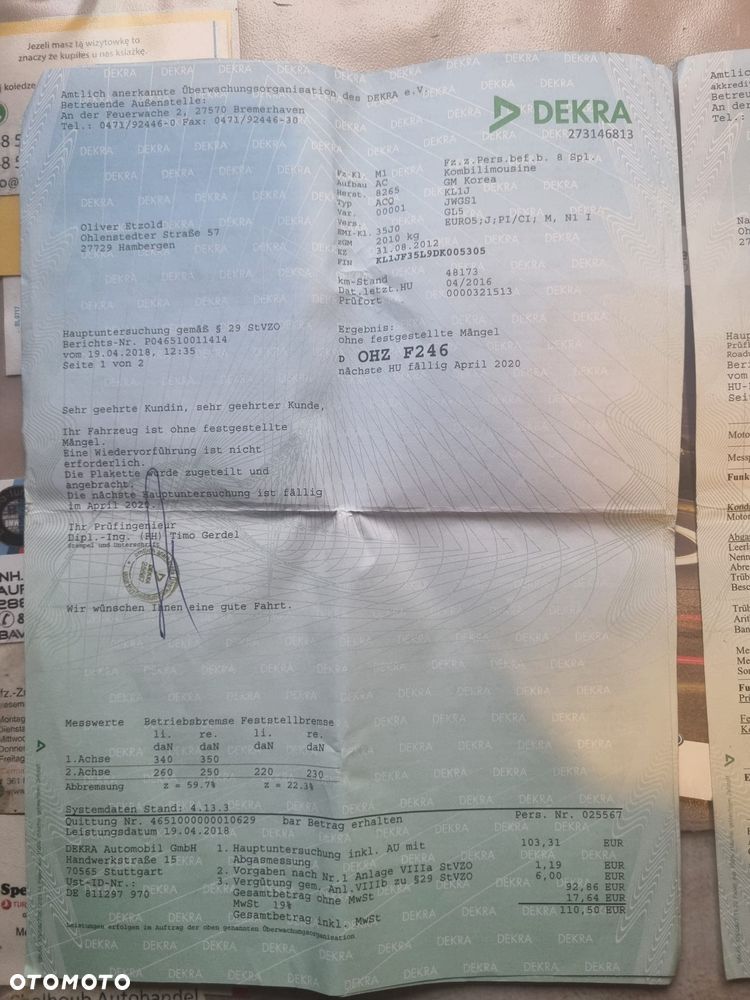 Jezeli masz tą wizytówkę to
znaczy że kupiłes u nas książkę.
Amtlich anerkannte Überwachungsorganisation des DEKRA e.V.
Betreuende Außenstelle:
An der Feuerwache 2, 27570 Bremerhaven
Tel.: 0471/92446-0 Fax: 0471/92446-30
DEKRA
273146813
Oliver Etzold
Ohlenstedter Straße 57
27729 Hambergen
Fz.z.Pers.bef.b. 8 Spl.
Fz-Kl. M1 Kombilimousine
Aufbau AC GM Korea
Herst. 8265 KL1J
Typ ACQ JWGS1
Var. 00001 GL5
Vers. EURO5;J;PI/CI; M, N1 I
EMI-Kl. 35J0
zGM 2010 kg
EZ 31.08.2012
FIN KL1JF35L9DK005305
km-Stand 48173
Dat.letzt.HU 04/2016
Prüfort 0000321513
Hauptuntersuchung gemäß § 29 StVZO
Berichts-Nr. P046510011414
vom 19.04.2018, 12:35
Seite 1 von 2
Ergebnis:
ohne festgestellte Mängel
D OHZ F246
nächste HU fällig April 2020
Sehr geehrte Kundin, sehr geehrter Kunde,
Ihr Fahrzeug ist ohne festgestellte
Mängel.
Eine Wiedervorführung ist nicht
erforderlich.
Die Plakette wurde zugeteilt und
angebracht.
Die nächste Hauptuntersuchung ist fällig
im April 2020.
Ihr Prüfingenieur
Dipl.-Ing. (FH) Timo Gerdel
Stempel und Unterschrift
Wir wünschen Ihnen eine gute Fahrt.
Messwerte Betriebsbremse Feststellbremse
li. re. li. re.
daN daN daN daN
1.Achse 340 350
2.Achse 260 250 220 230
Abbremsung z = 59.7% z = 22.3%
Systemdaten Stand: 4.13.3
Quittung Nr. 4651000000010629 bar Betrag erhalten Pers. Nr. 025567
Leistungsdatum 19.04.2018
DEKRA Automobil GmbH
Handwerkstraße 15
70565 Stuttgart
Ust-ID-Nr.:
DE 811297 970
1. Hauptuntersuchung inkl. AU mit 103,31 EUR
Abgasmessung
2. Vorgaben nach Nr.1 Anlage VIIIa StVZO 1,19 EUR
3. Vergütung gem. Anl.VIIIb zu §29 StVZO 6,00 EUR
Gesamtbetrag ohne MwSt 92,86 EUR
MwSt 19% 17,64 EUR
Gesamtbetrag inkl. MwSt 110,50 EUR
Leistungen erfolgen im Auftrag der oben genannten Überwachungsorganisation
OTOMOTO